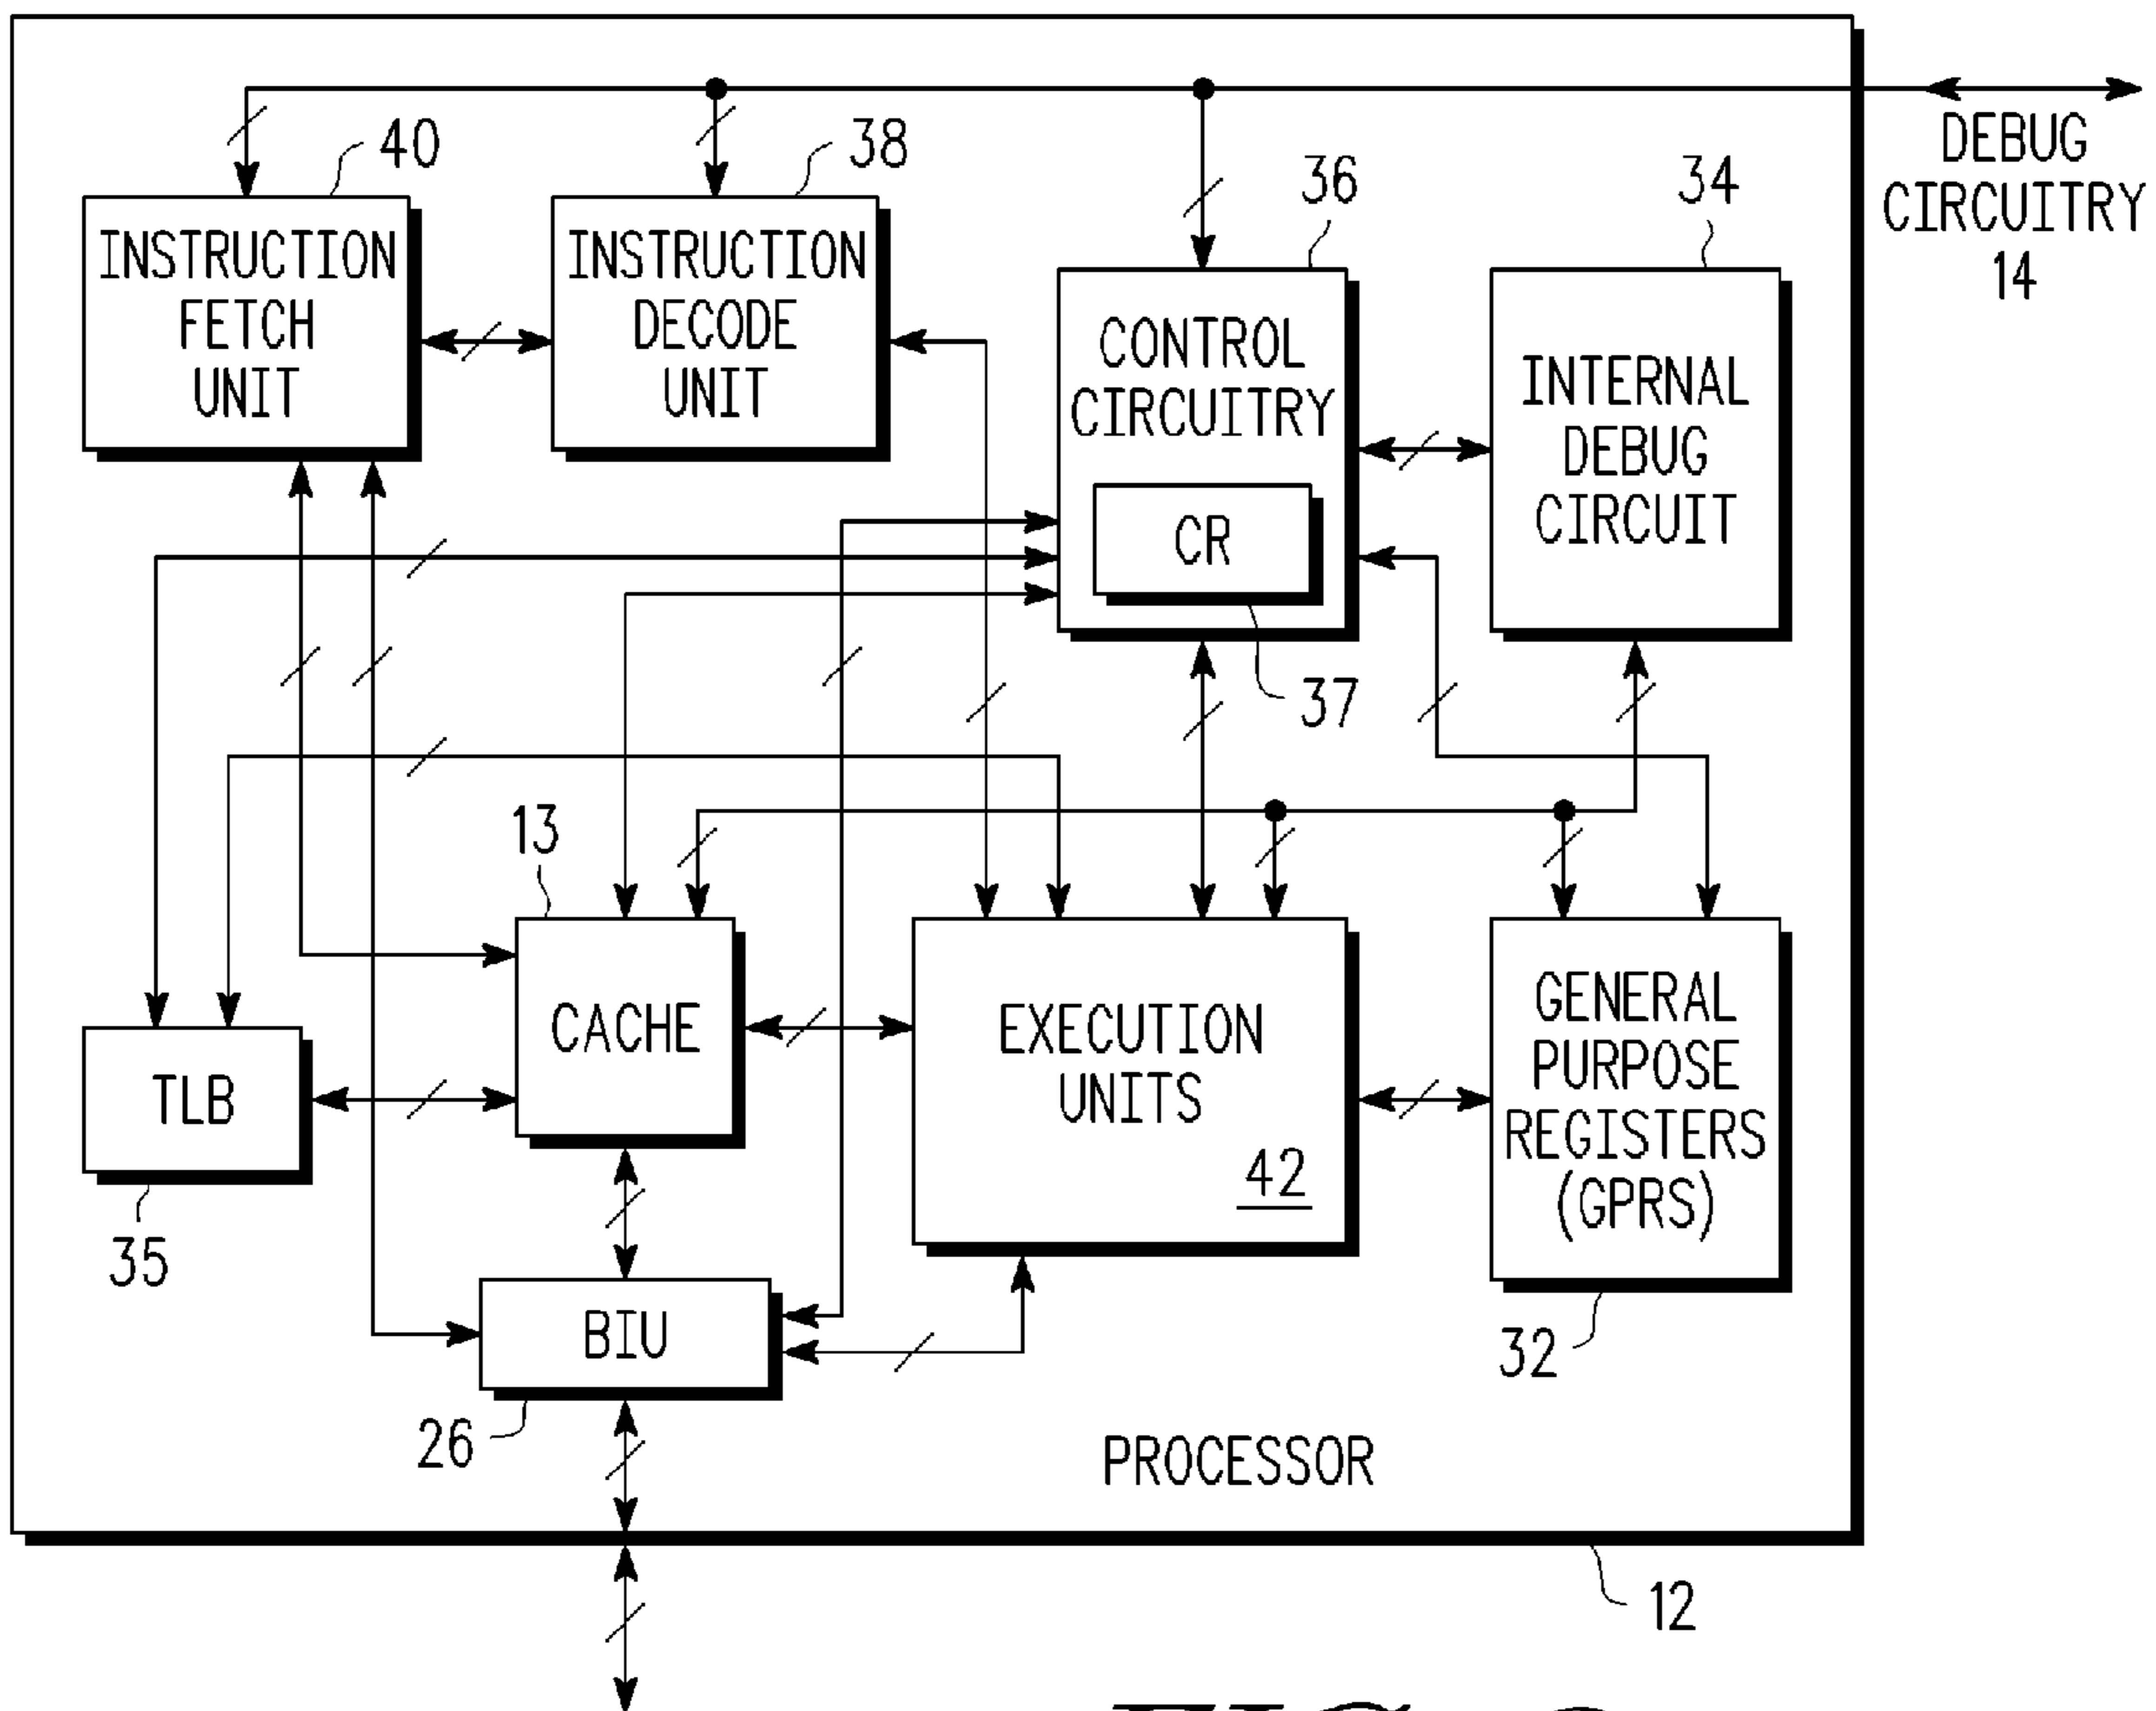 40
38
36
34
DEBUG
CIRCUITRY
14
INSTRUCTION
FETCH
UNIT
INSTRUCTION
DECODE
UNIT
CONTROL
CIRCUITRY
CR
37
INTERNAL
DEBUG
CIRCUIT
13
CACHE
TLB
35
EXECUTION
UNITS
42
GENERAL
PURPOSE
REGISTERS
(GPRS)
32
BIU
26
PROCESSOR
12